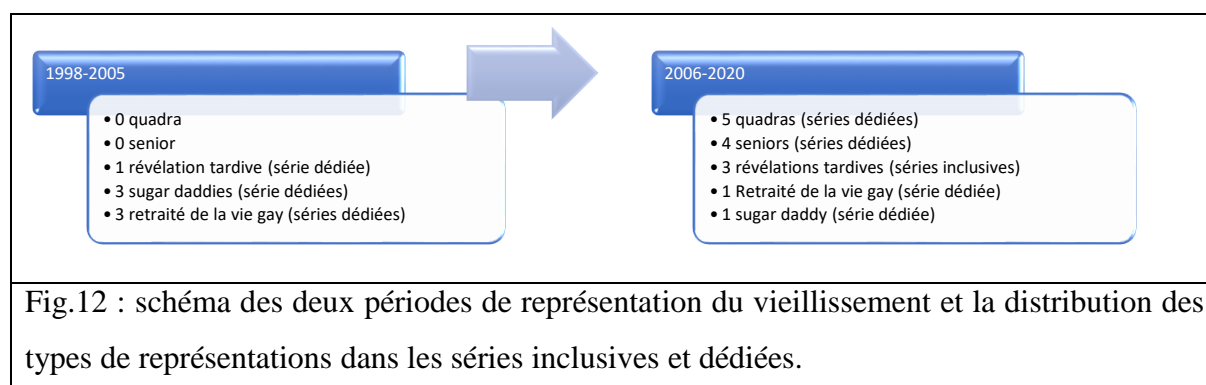 1998-2005
• 0 quadra
• 0 senior
• 1 révélation tardive (série dédiée)
• 3 sugar daddies (série dédiées)
• 3 retraité de la vie gay (séries dédiées)
2006-2020
• 5 quadras (séries dédiées)
• 4 seniors (séries dédiées)
• 3 révélations tardives (séries inclusives)
• 1 Retraité de la vie gay (série dédiée)
• 1 sugar daddy (série dédiée)
Fig.12 : schéma des deux périodes de représentation du vieillissement et la distribution des
types de représentations dans les séries inclusives et dédiées.